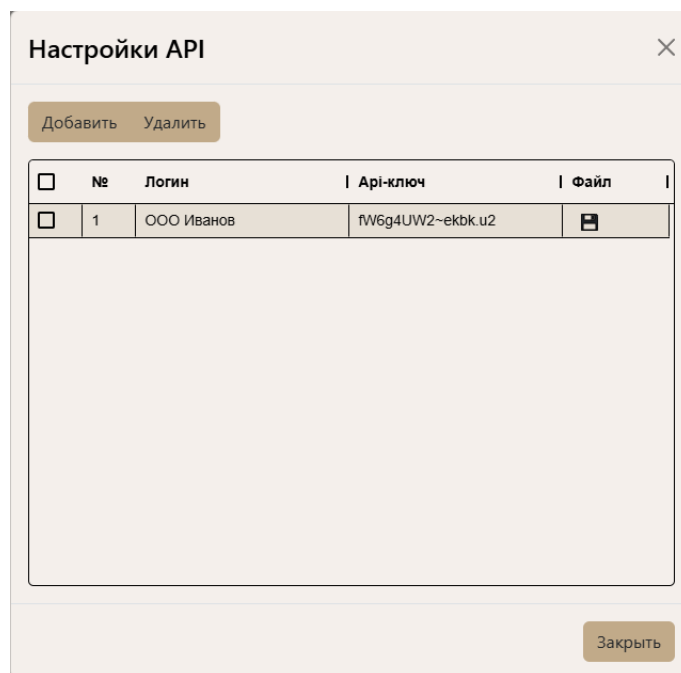 Настройки API
Добавить Удалить
№ Логин Api-ключ Файл
1 ООО Иванов fW6g4UW2~ekbk.u2
Закрыть